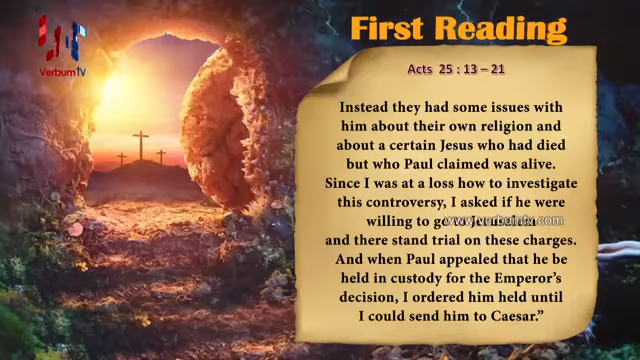 VerbumTV
First Reading
Acts 25 : 13 – 21
Instead they had some issues with
him about their own religion and
about a certain Jesus who had died
but who Paul claimed was alive.
Since I was at a loss how to investigate
this controversy, I asked if he were
willing to go to Jerusalem
and there stand trial on these charges.
And when Paul appealed that he be
held in custody for the Emperor’s
decision, I ordered him held until
I could send him to Caesar.”